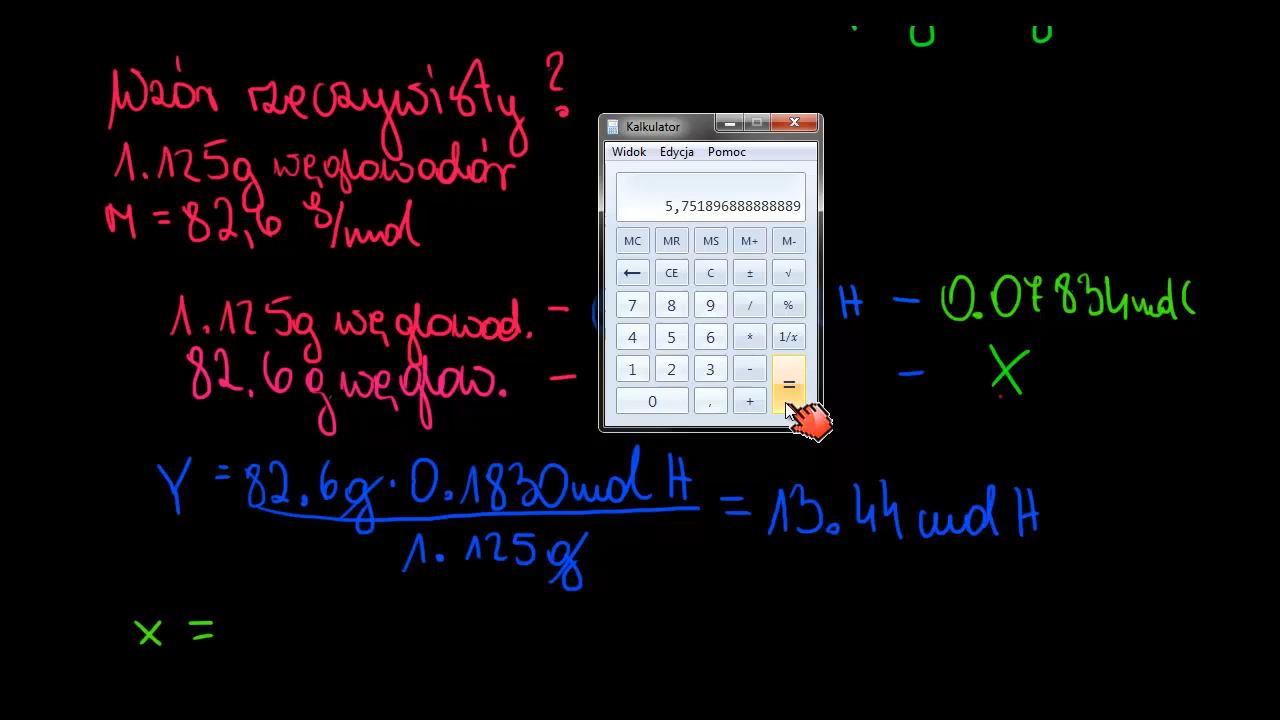 Wzór rzeczywisty ?
1.125g węglowodór
M = 82,6 g/mol
Kalkulator
Widok Edycja Pomoc
5,751896888888889
MC MR MS M+ M-
← CE C ± √
7 8 9 / %
4 5 6 * 1/x
1 2 3 - =
0 , +
1.125g węglowod. - H - 0.07834mol C
82.6g węglow. - - X
Y = 82.6g · 0.1830mol H = 13.44 mol H
1.125g
x =